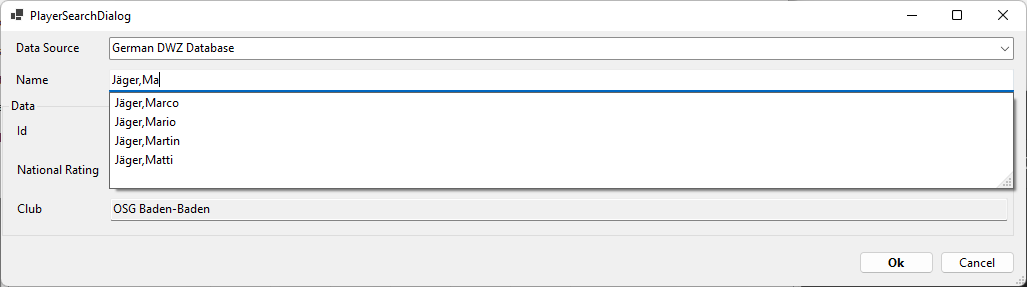 PlayerSearchDialog
Data Source German DWZ Database
Name Jäger,Ma
Jäger,Marco
Jäger,Mario
Jäger,Martin
Jäger,Matti
Data
Id
National Rating
Club OSG Baden-Baden
Ok Cancel